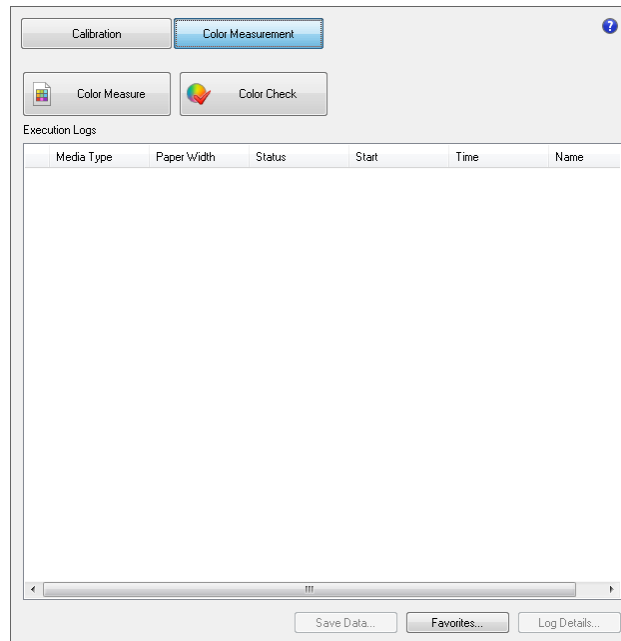 Calibration
Color Measurement
?
Color Measure
Color Check
Execution Logs
Media Type Paper Width Status Start Time Name
Save Data... Favorites... Log Details...